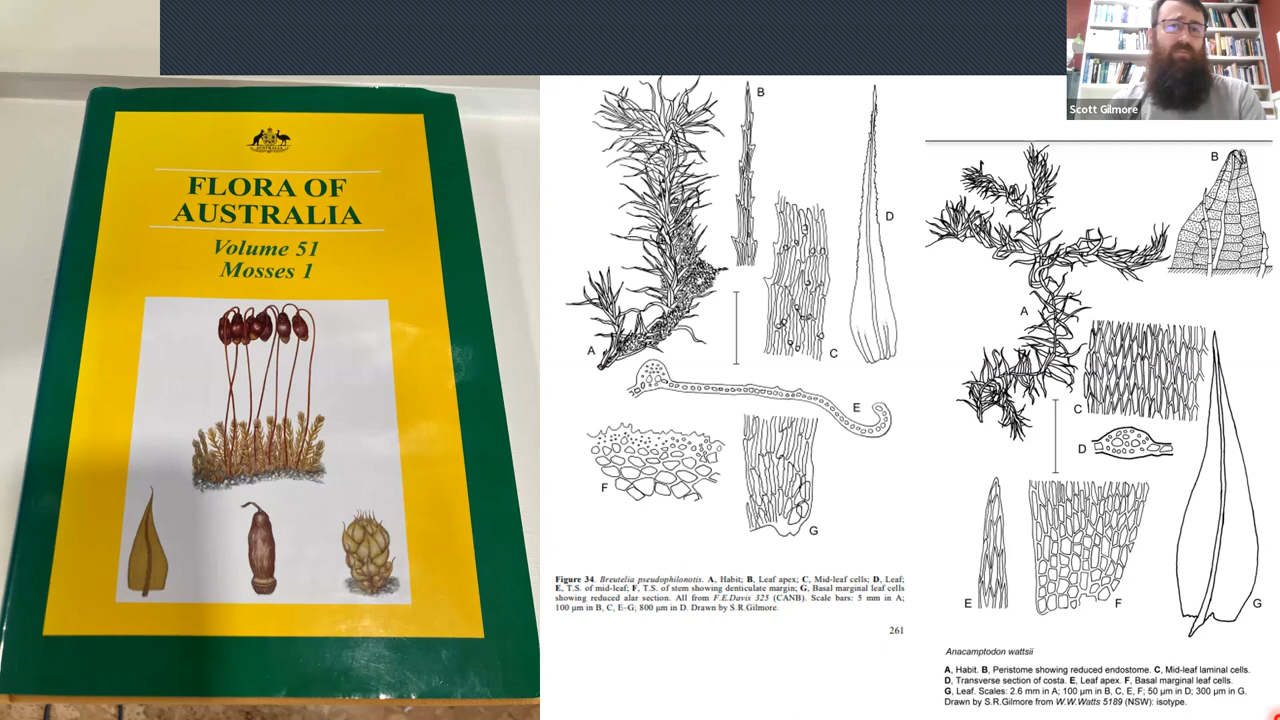 Scott Gilmore
AUSTRALIA
FLORA OF
AUSTRALIA
Volume 51
Mosses 1
B
D
A
C
E
F
G
Figure 34. Breutelia pseudophilonotis. A, Habit; B, Leaf apex; C, Mid-leaf cells; D, Leaf;
E, T.S. of mid-leaf; F, T.S. of stem showing denticulate margin; G, Basal marginal leaf cells
showing reduced alar section. All from F.E.Davis 325 (CANB). Scale bars: 5 mm in A;
100 µm in B, C, E–G; 800 µm in D. Drawn by S.R.Gilmore.
261
B
A
C
D
E
F
G
Anacamptodon wattsii
A, Habit. B, Peristome showing reduced endostome. C, Mid-leaf laminal cells.
D, Transverse section of costa. E, Leaf apex. F, Basal marginal leaf cells.
G, Leaf. Scales: 2.6 mm in A; 100 µm in B, C, E, F; 50 µm in D; 300 µm in G.
Drawn by S.R.Gilmore from W.W.Watts 5189 (NSW): isotype.